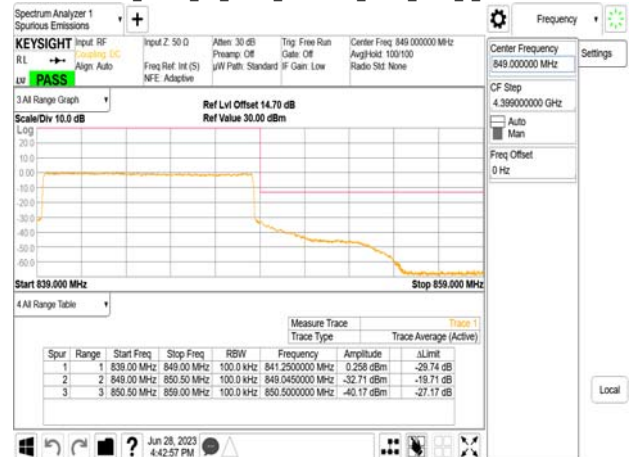 Spectrum Analyzer 1
Spurious Emissions
Frequency
KEYSIGHT
Input: RF
Coupling: DC
Align: Auto
Input Z: 50 Ω
Freq Ref: Int (S)
NFE: Adaptive
Atten: 30 dB
Preamp: Off
µW Path: Standard
Trig: Free Run
Gate: Off
IF Gain: Low
Center Freq: 849.000000 MHz
Avg|Hold: 100/100
Radio Std: None
RL
LU
PASS
3 All Range Graph
Scale/Div 10.0 dB
Ref Lvl Offset 14.70 dB
Ref Value 30.00 dBm
Log
20.0
10.0
0.00
-10.0
-20.0
-30.0
-40.0
-50.0
-60.0
Start 839.000 MHz
Stop 859.000 MHz
4 All Range Table
Measure Trace Trace 1
Trace Type Trace Average (Active)
Spur Range Start Freq Stop Freq RBW Frequency Amplitude ΔLimit
1 1 839.00 MHz 849.00 MHz 100.0 kHz 841.2500000 MHz 0.258 dBm -29.74 dB
2 2 849.00 MHz 850.50 MHz 100.0 kHz 849.0450000 MHz -32.71 dBm -19.71 dB
3 3 850.50 MHz 859.00 MHz 100.0 kHz 850.5000000 MHz -40.17 dBm -27.17 dB
Jun 28, 2023
4:42:57 PM
Center Frequency
849.000000 MHz
Settings
CF Step
4.399000000 GHz
Auto
Man
Freq Offset
0 Hz
Local